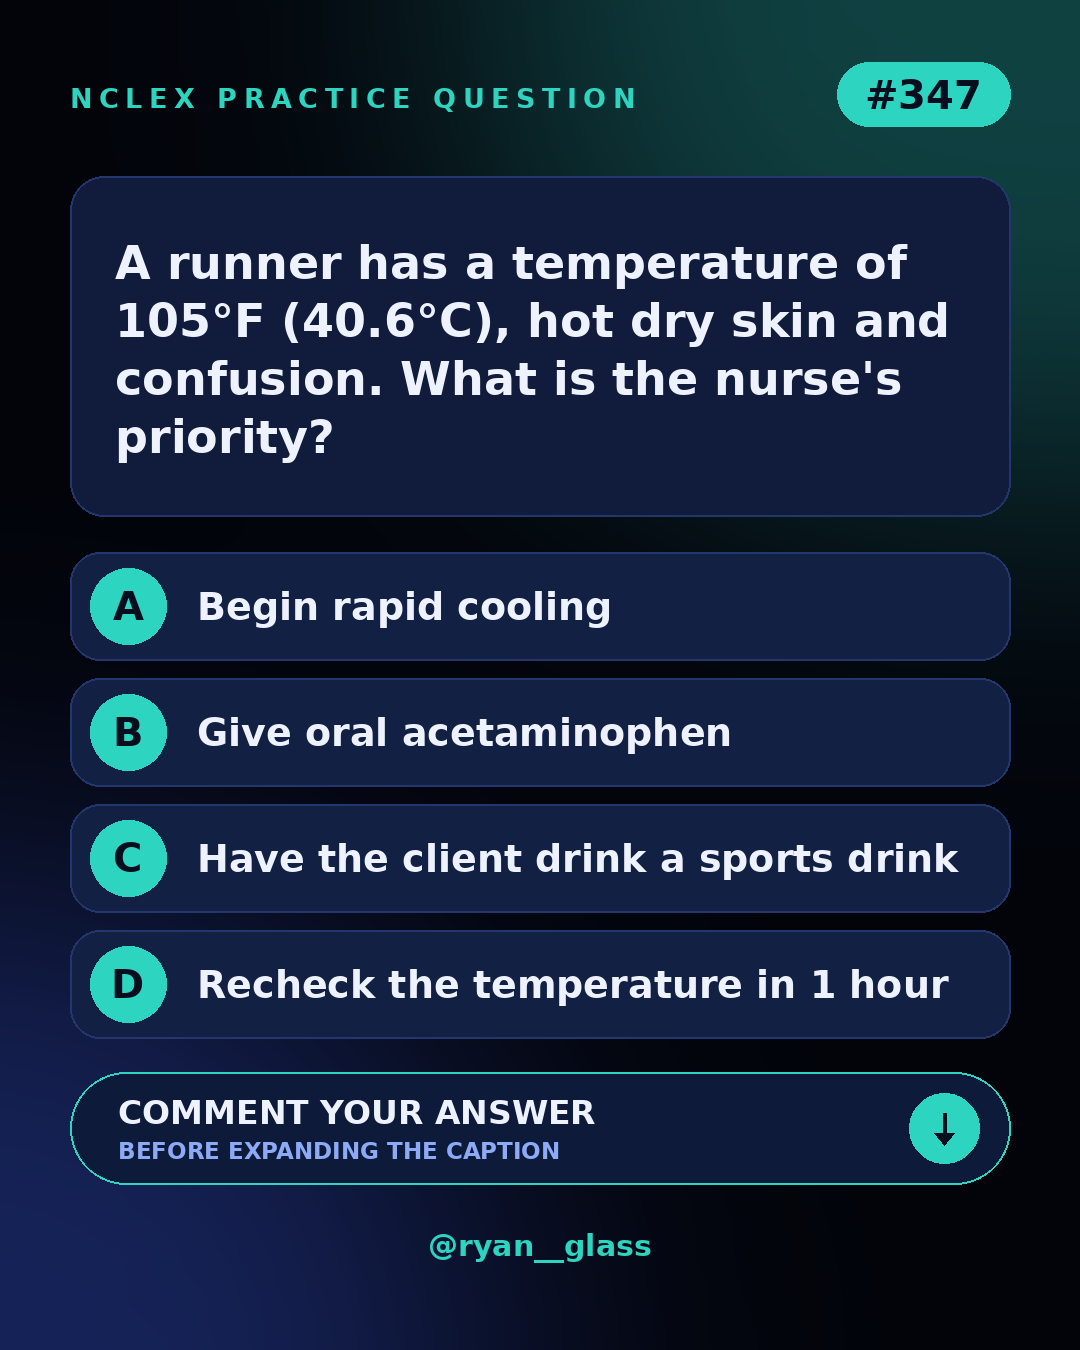 NCLEX PRACTICE QUESTION
#347
A runner has a temperature of
105°F (40.6°C), hot dry skin and
confusion. What is the nurse's
priority?
A Begin rapid cooling
B Give oral acetaminophen
C Have the client drink a sports drink
D Recheck the temperature in 1 hour
COMMENT YOUR ANSWER
BEFORE EXPANDING THE CAPTION
@ryan__glass